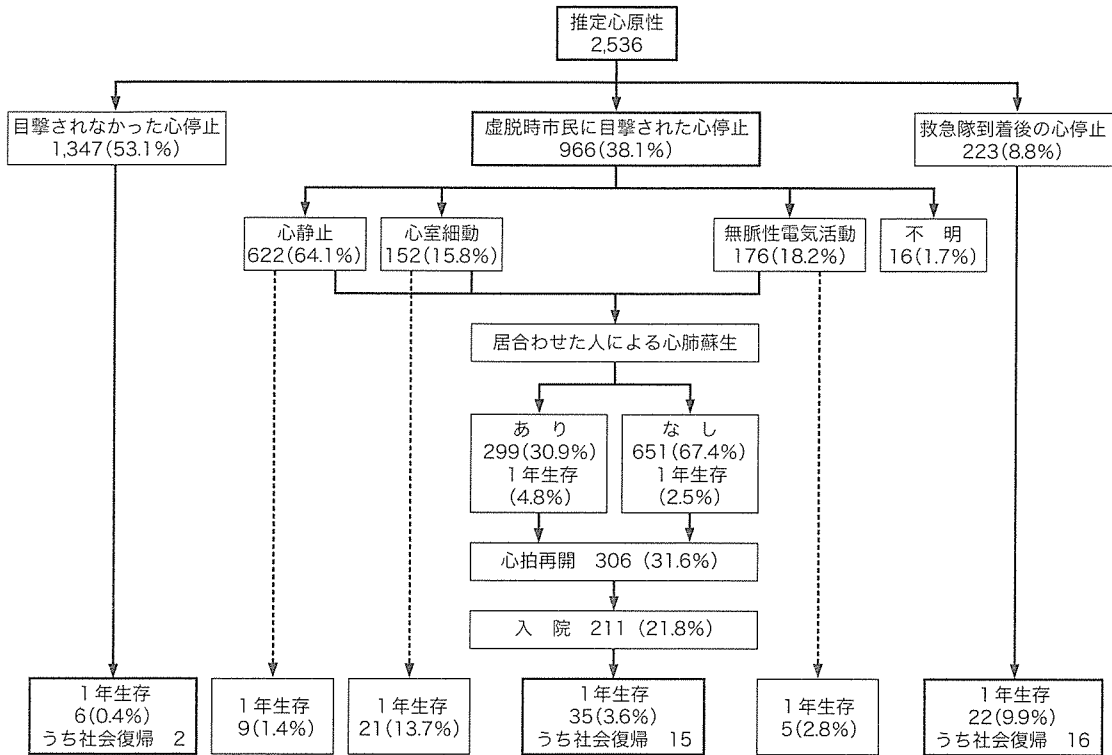 推定心原性
2,536
目撃されなかった心停止
1,347(53.1%)
虚脱時市民に目撃された心停止
966(38.1%)
救急隊到着後の心停止
223(8.8%)
心静止
622(64.1%)
心室細動
152(15.8%)
無脈性電気活動
176(18.2%)
不　明
16(1.7%)
居合わせた人による心肺蘇生
あ　り
299(30.9%)
1年生存
(4.8%)
な　し
651(67.4%)
1年生存
(2.5%)
心拍再開　306（31.6%）
入　院　211（21.8%）
1年生存
6(0.4%)
うち社会復帰　2
1年生存
9(1.4%)
1年生存
21(13.7%)
1年生存
35(3.6%)
うち社会復帰　15
1年生存
5(2.8%)
1年生存
22(9.9%)
うち社会復帰　16